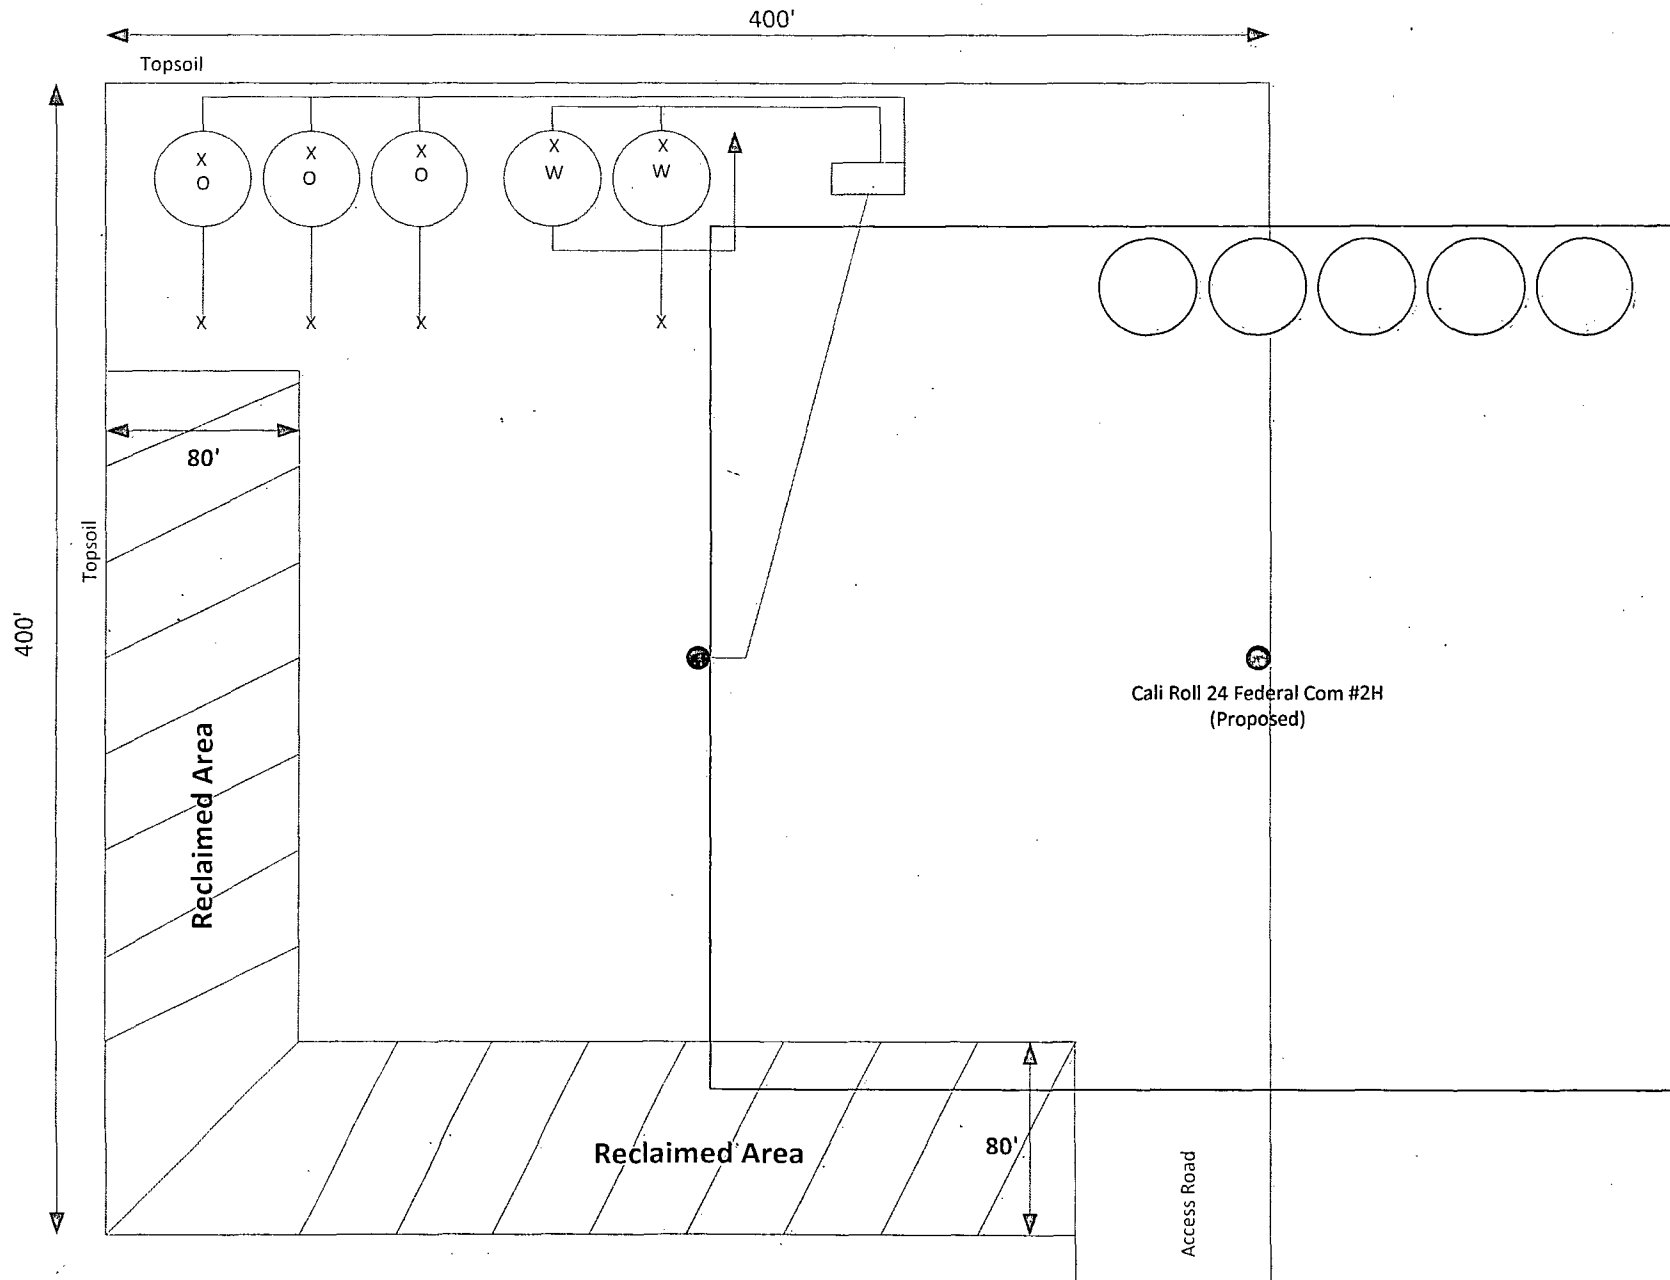 400'
Topsoil
X
O
X
O
X
O
X
W
X
W
X
X
X
X
80'
Topsoil
400'
Cali Roll 24 Federal Com #2H
(Proposed)
Reclaimed Area
Reclaimed Area
80'
Access Road